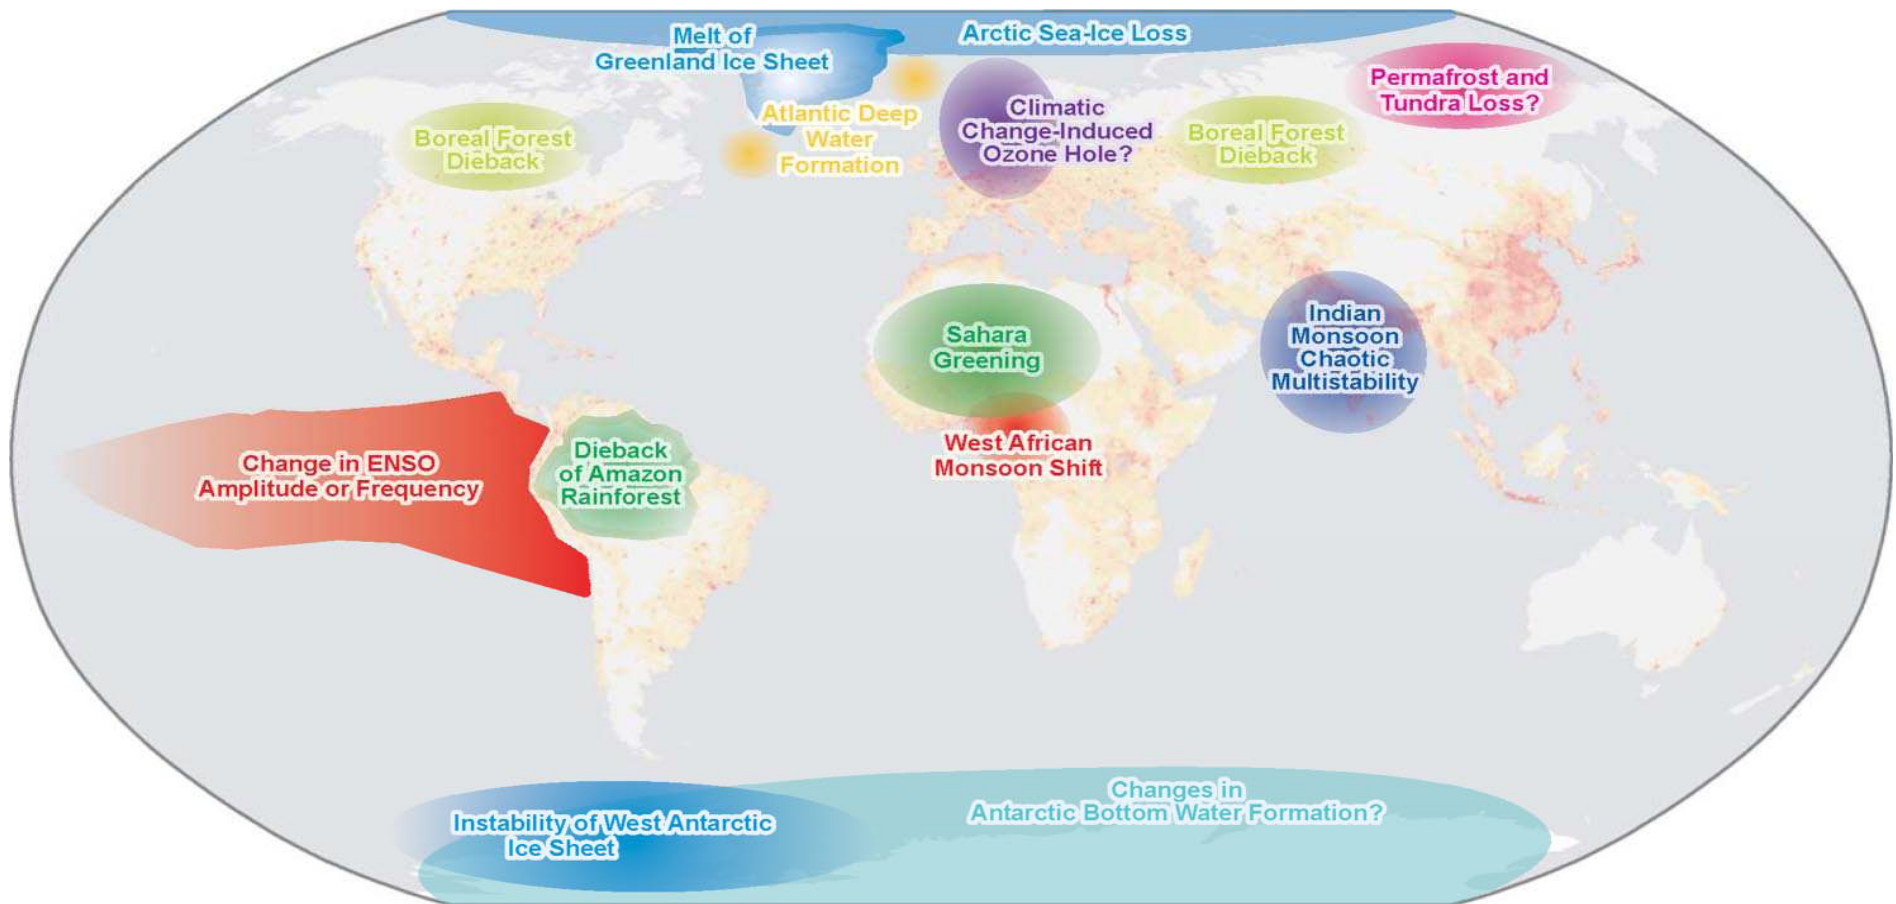 Melt of
Greenland Ice Sheet
Arctic Sea-Ice Loss
Permafrost and
Tundra Loss?
Boreal Forest
Dieback
Atlantic Deep
Water
Formation
Climatic
Change-Induced
Ozone Hole?
Boreal Forest
Dieback
Sahara
Greening
Indian
Monsoon
Chaotic
Multistability
West African
Monsoon Shift
Change in ENSO
Amplitude or Frequency
Dieback
of Amazon
Rainforest
Instability of West Antarctic
Ice Sheet
Changes in
Antarctic Bottom Water Formation?